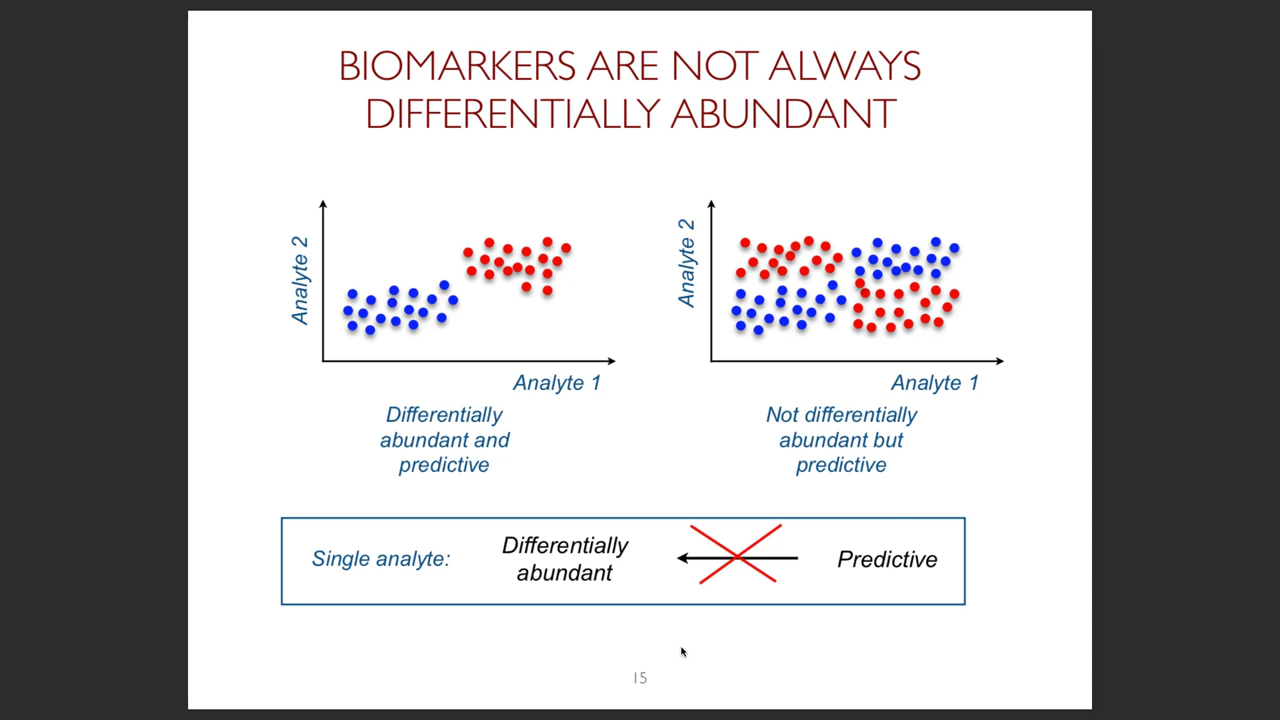 BIOMARKERS ARE NOT ALWAYS
DIFFERENTIALLY ABUNDANT
Analyte 2
Analyte 1
Differentially
abundant and
predictive
Analyte 2
Analyte 1
Not differentially
abundant but
predictive
Single analyte:
Differentially
abundant
Predictive
15